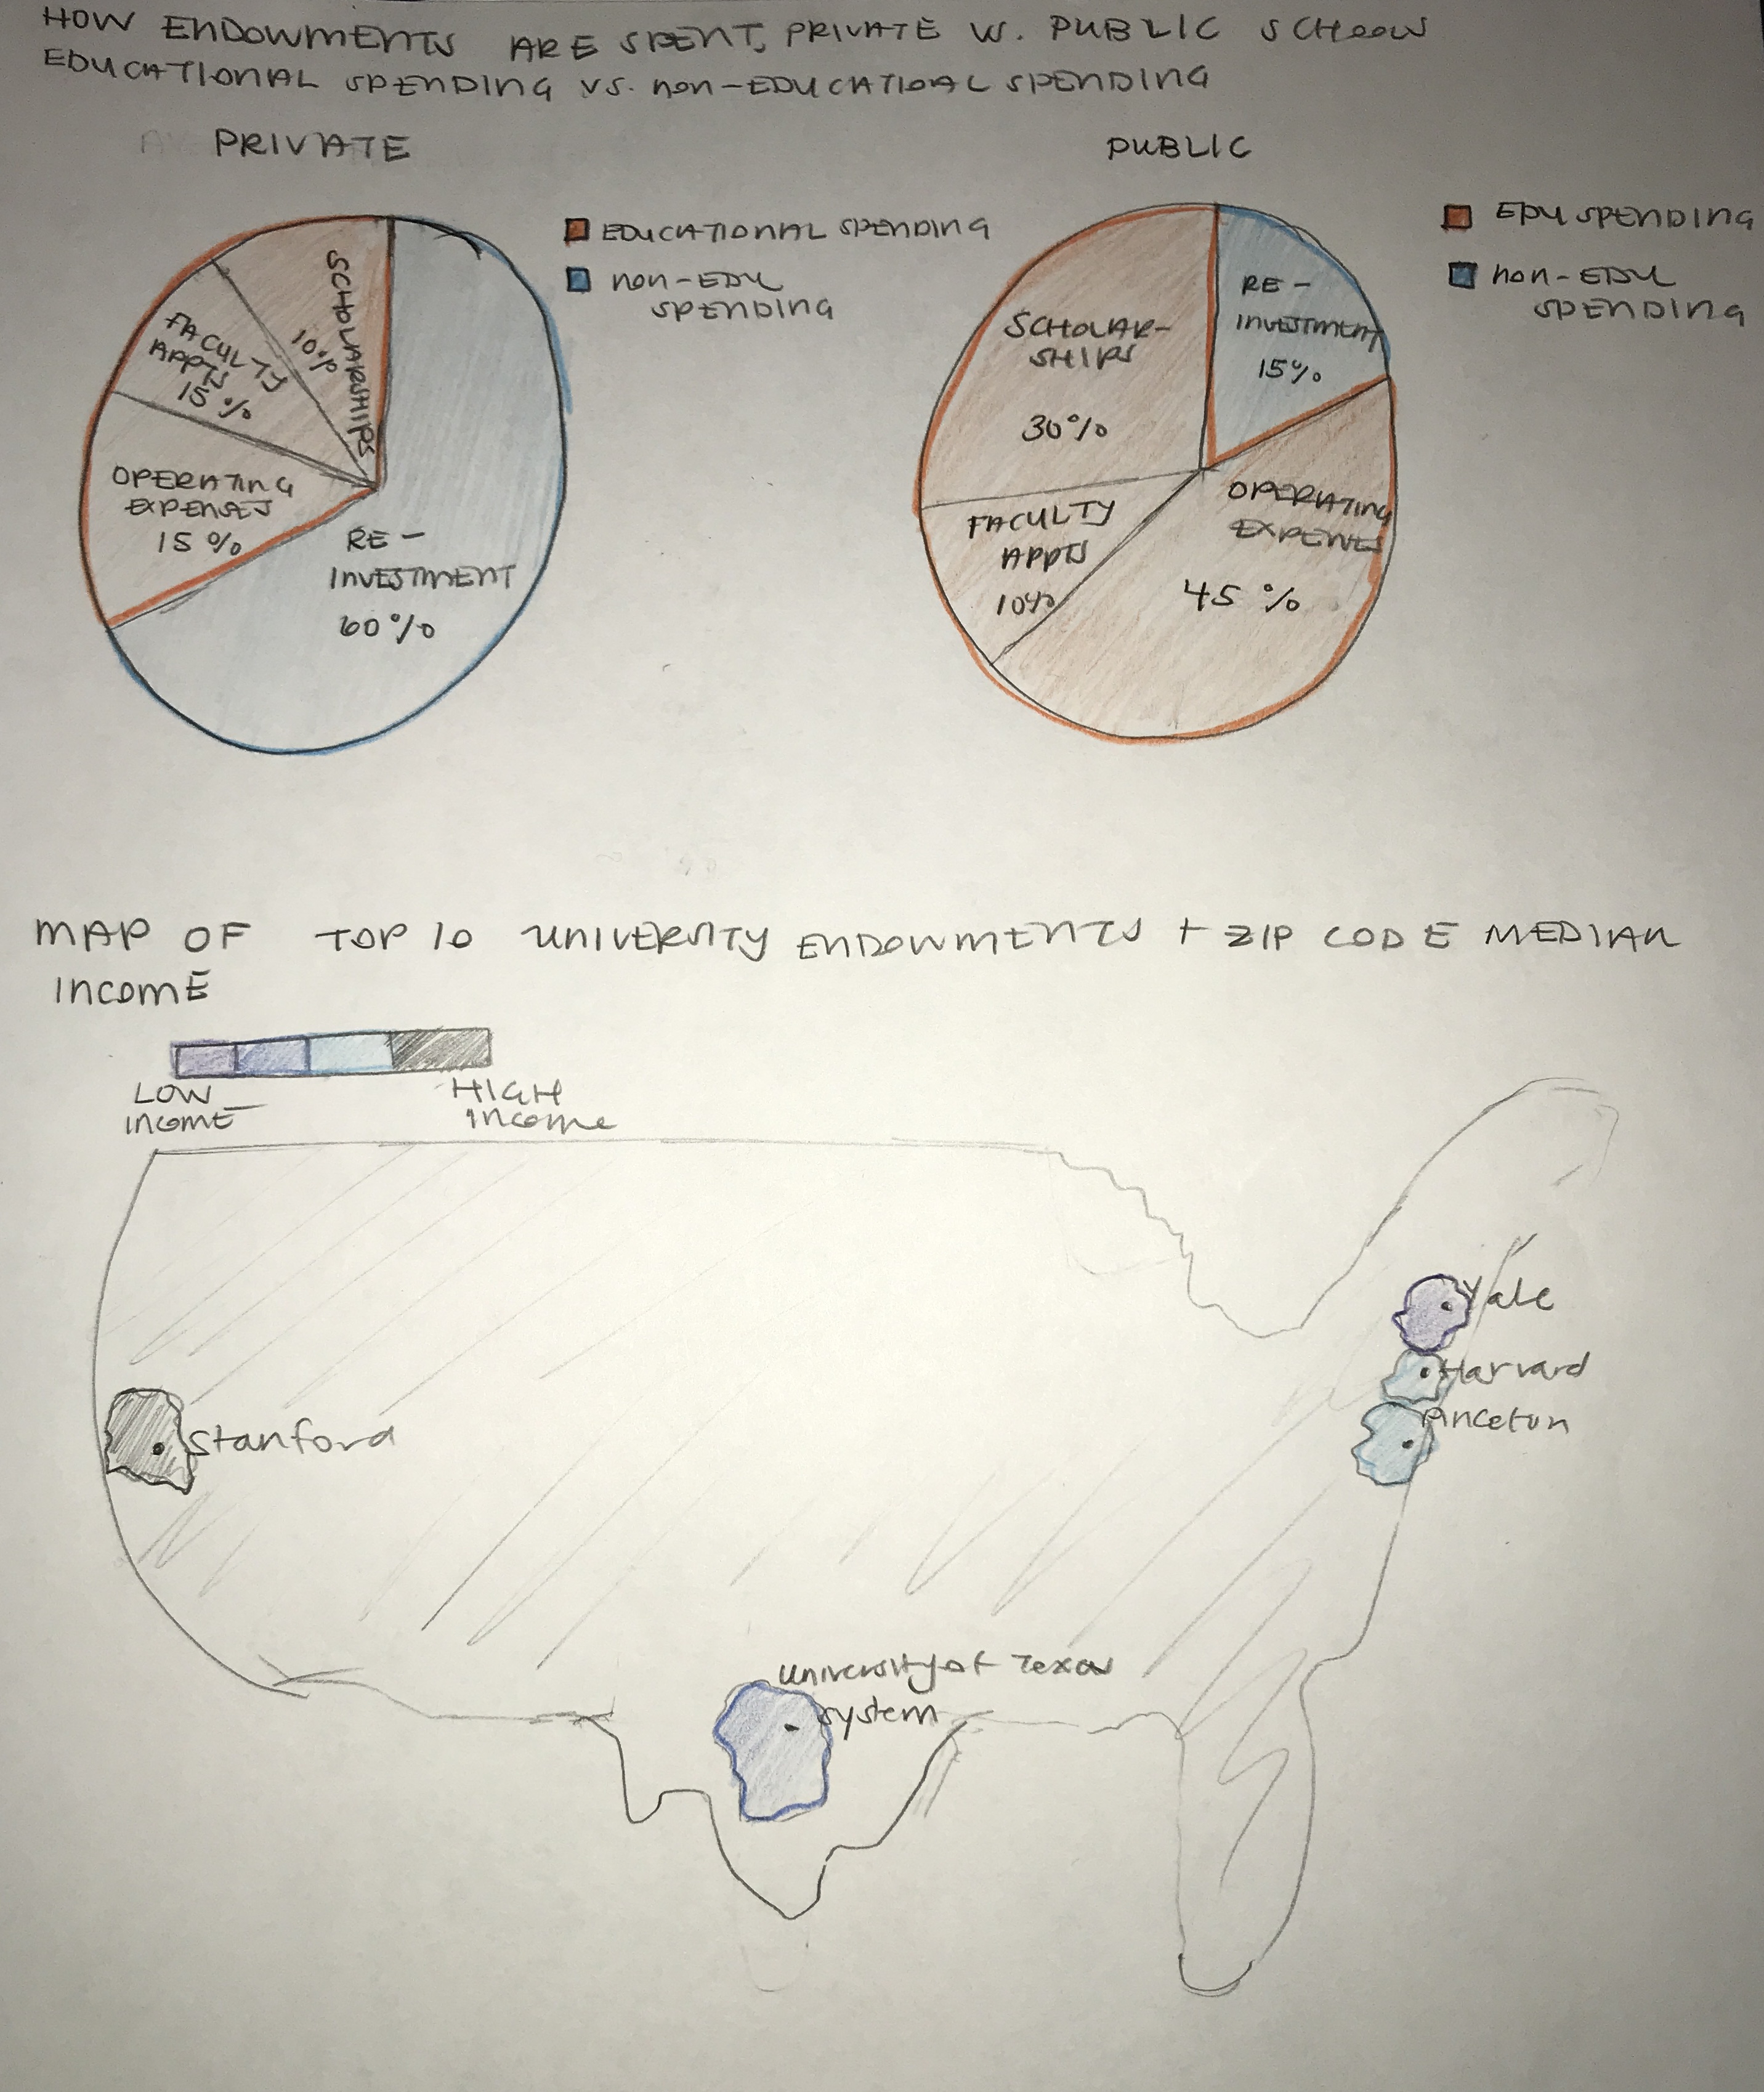 HOW ENDOWMENTS ARE SPENT, PRIVATE VS. PUBLIC SCHOOLS
EDUCATIONAL SPENDING VS. non-EDUCATIONAL SPENDING
PRIVATE
SCHOLARSHIPS
10%
FACULTY
APPTS
15%
OPERATING
EXPENSES
15%
RE-
INVESTMENT
60%
EDUCATIONAL SPENDING
non-EDU
SPENDING
PUBLIC
SCHOLAR-
SHIPS
30%
RE-
INVESTMENT
15%
FACULTY
APPTS
10%
OPERATING
EXPENSES
45%
EDU SPENDING
non-EDU
SPENDING
MAP OF TOP 10 UNIVERSITY ENDOWMENTS + ZIP CODE MEDIAN
INCOME
LOW
INCOME
HIGH
INCOME
Yale
Harvard
Princeton
Stanford
University of Texas
system